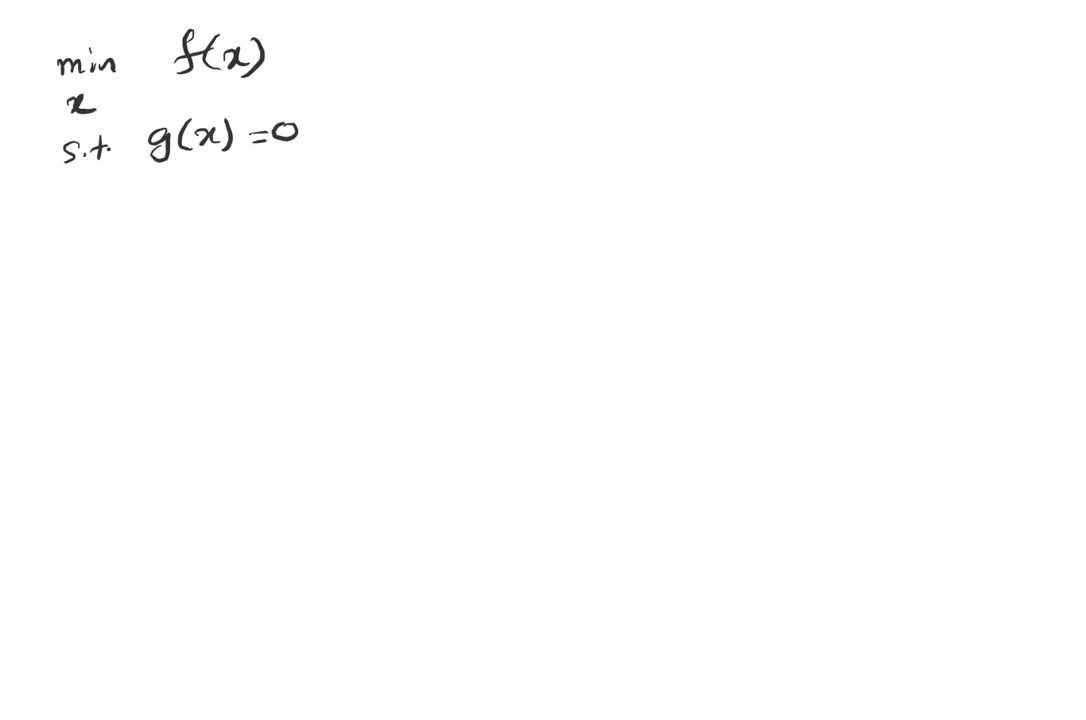 min f(x)
x
s.t. g(x) = 0